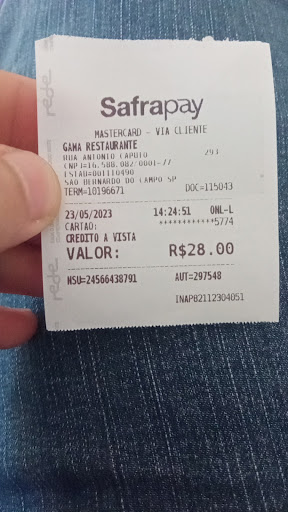 Safrapay
MASTERCARD - VIA CLIENTE
GAMA RESTAURANTE
RUA ANTONIO CAPUTO 293
CNPJ=16.588.082/0001-77
ESTAB=001110490
SAO BERNARDO DO CAMPO SP
TERM=10196671 DOC=115043
23/05/2023 14:24:51 ONL-L
CARTAO: ************5774
CREDITO A VISTA
VALOR: R$28.00
NSU=24566438791 AUT=297548
INAP02112304051
rede
rede